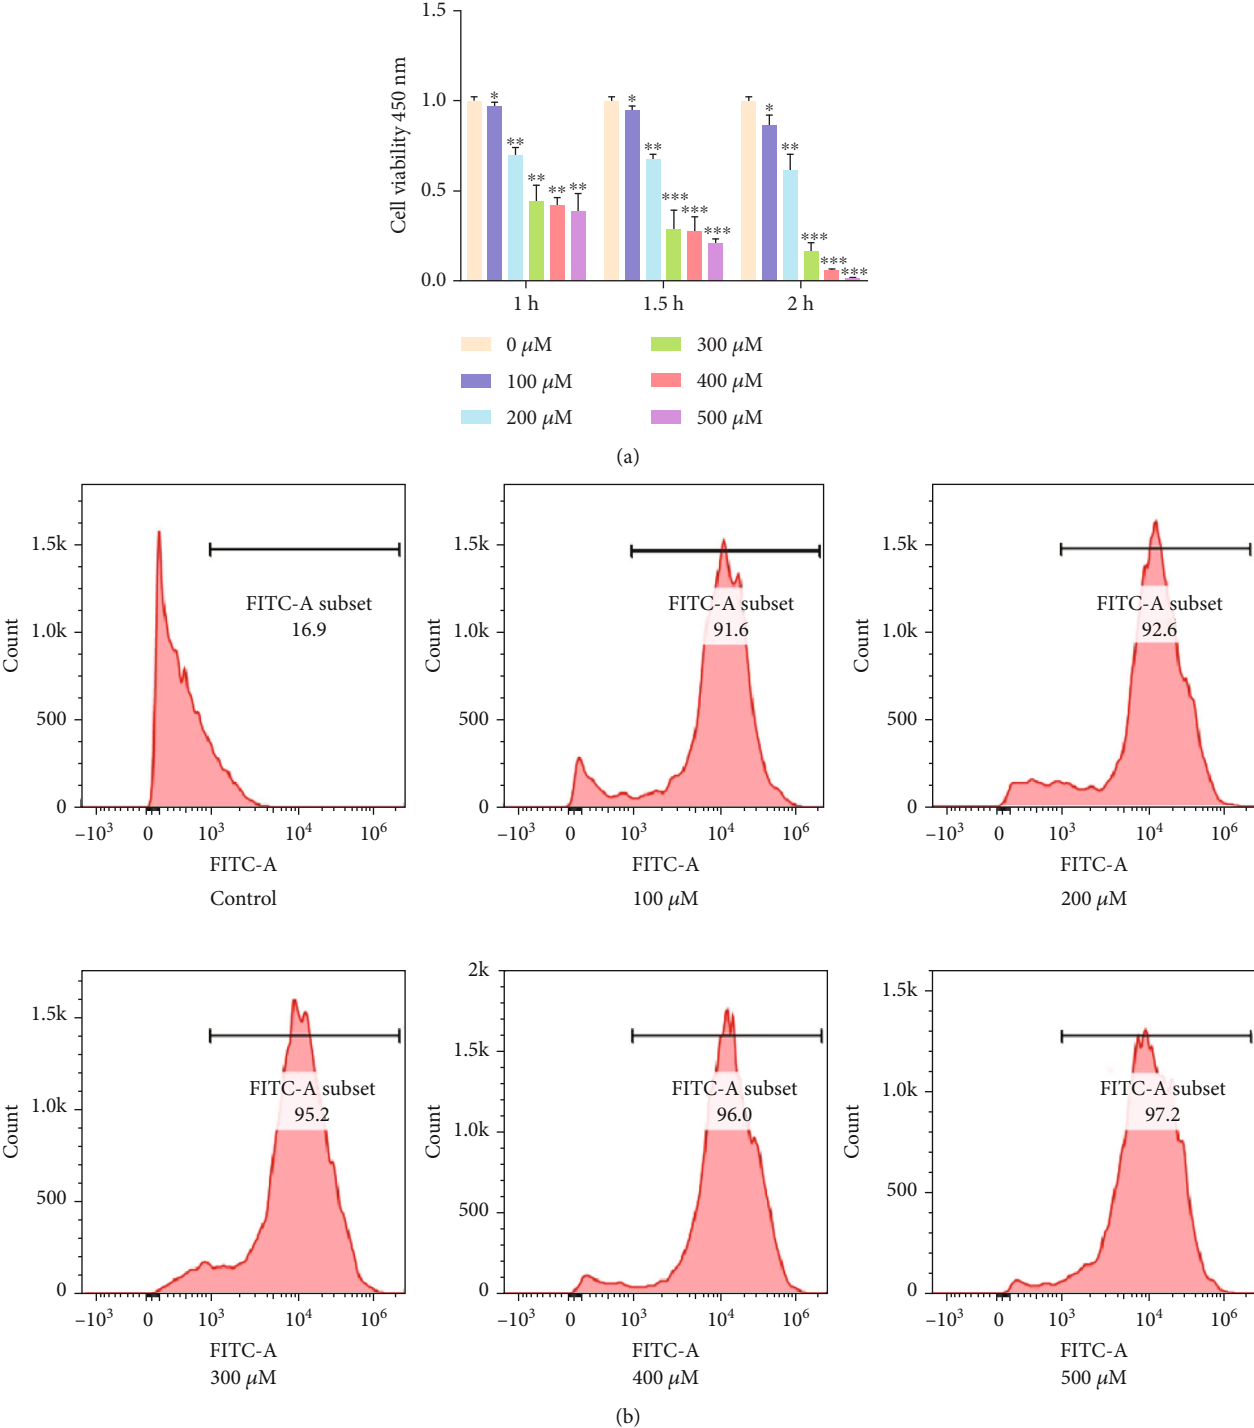 1.5
1.0
0.5
0.0
Cell viability 450 nm
* ** ** ** **
* ** *** *** ***
* ** *** *** ***
1 h 1.5 h 2 h
0 μM 300 μM
100 μM 400 μM
200 μM 500 μM
(a)
1.5k
1.0k
500
0
Count
FITC-A subset
16.9
–10³ 0 10³ 10⁴ 10⁶
FITC-A
Control
1.5k
1.0k
500
0
Count
FITC-A subset
91.6
–10³ 0 10³ 10⁴ 10⁶
FITC-A
100 μM
1.5k
1.0k
500
0
Count
FITC-A subset
92.6
–10³ 0 10³ 10⁴ 10⁶
FITC-A
200 μM
1.5k
1.0k
500
0
Count
FITC-A subset
95.2
–10³ 0 10³ 10⁴ 10⁶
FITC-A
300 μM
2k
1.5k
1.0k
500
0
Count
FITC-A subset
96.0
–10³ 0 10³ 10⁴ 10⁶
FITC-A
400 μM
1.5k
1.0k
500
0
Count
FITC-A subset
97.2
–10³ 0 10³ 10⁴ 10⁶
FITC-A
500 μM
(b)